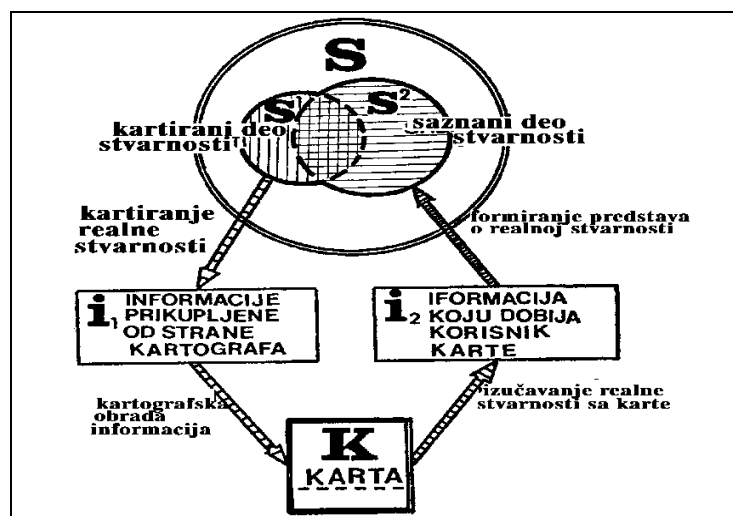 S
S¹
S²
kartirani deo
stvarnosti
saznani deo
stvarnosti
kartiranje
realne
stvarnosti
formiranje predstava
o realnoj stvarnosti
i₁ INFORMACIJE
PRIKUPLJENE
OD STRANE
KARTOGRAFA
i₂ IFORMACIJA
KOJU DOBIJA
KORISNIK
KARTE
kartografska
obrada
informacija
izučavanje realne
stvarnosti sa karte
K
KARTA